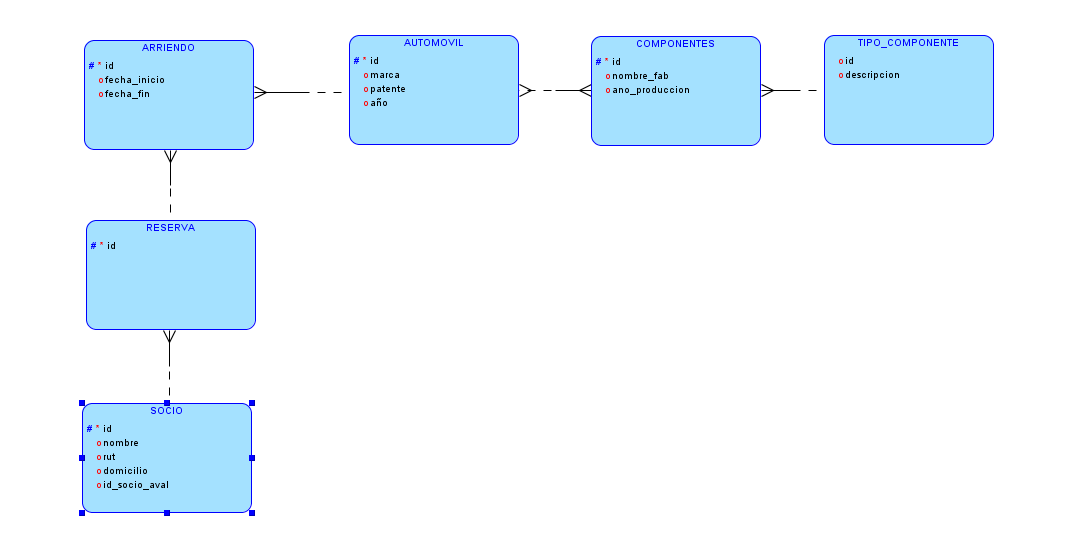 ARRIENDO
# * id
o fecha_inicio
o fecha_fin
AUTOMOVIL
# * id
o marca
o patente
o año
COMPONENTES
# * id
o nombre_fab
o ano_produccion
TIPO_COMPONENTE
o id
o descripcion
RESERVA
# * id
SOCIO
# * id
o nombre
o rut
o domicilio
o id_socio_aval